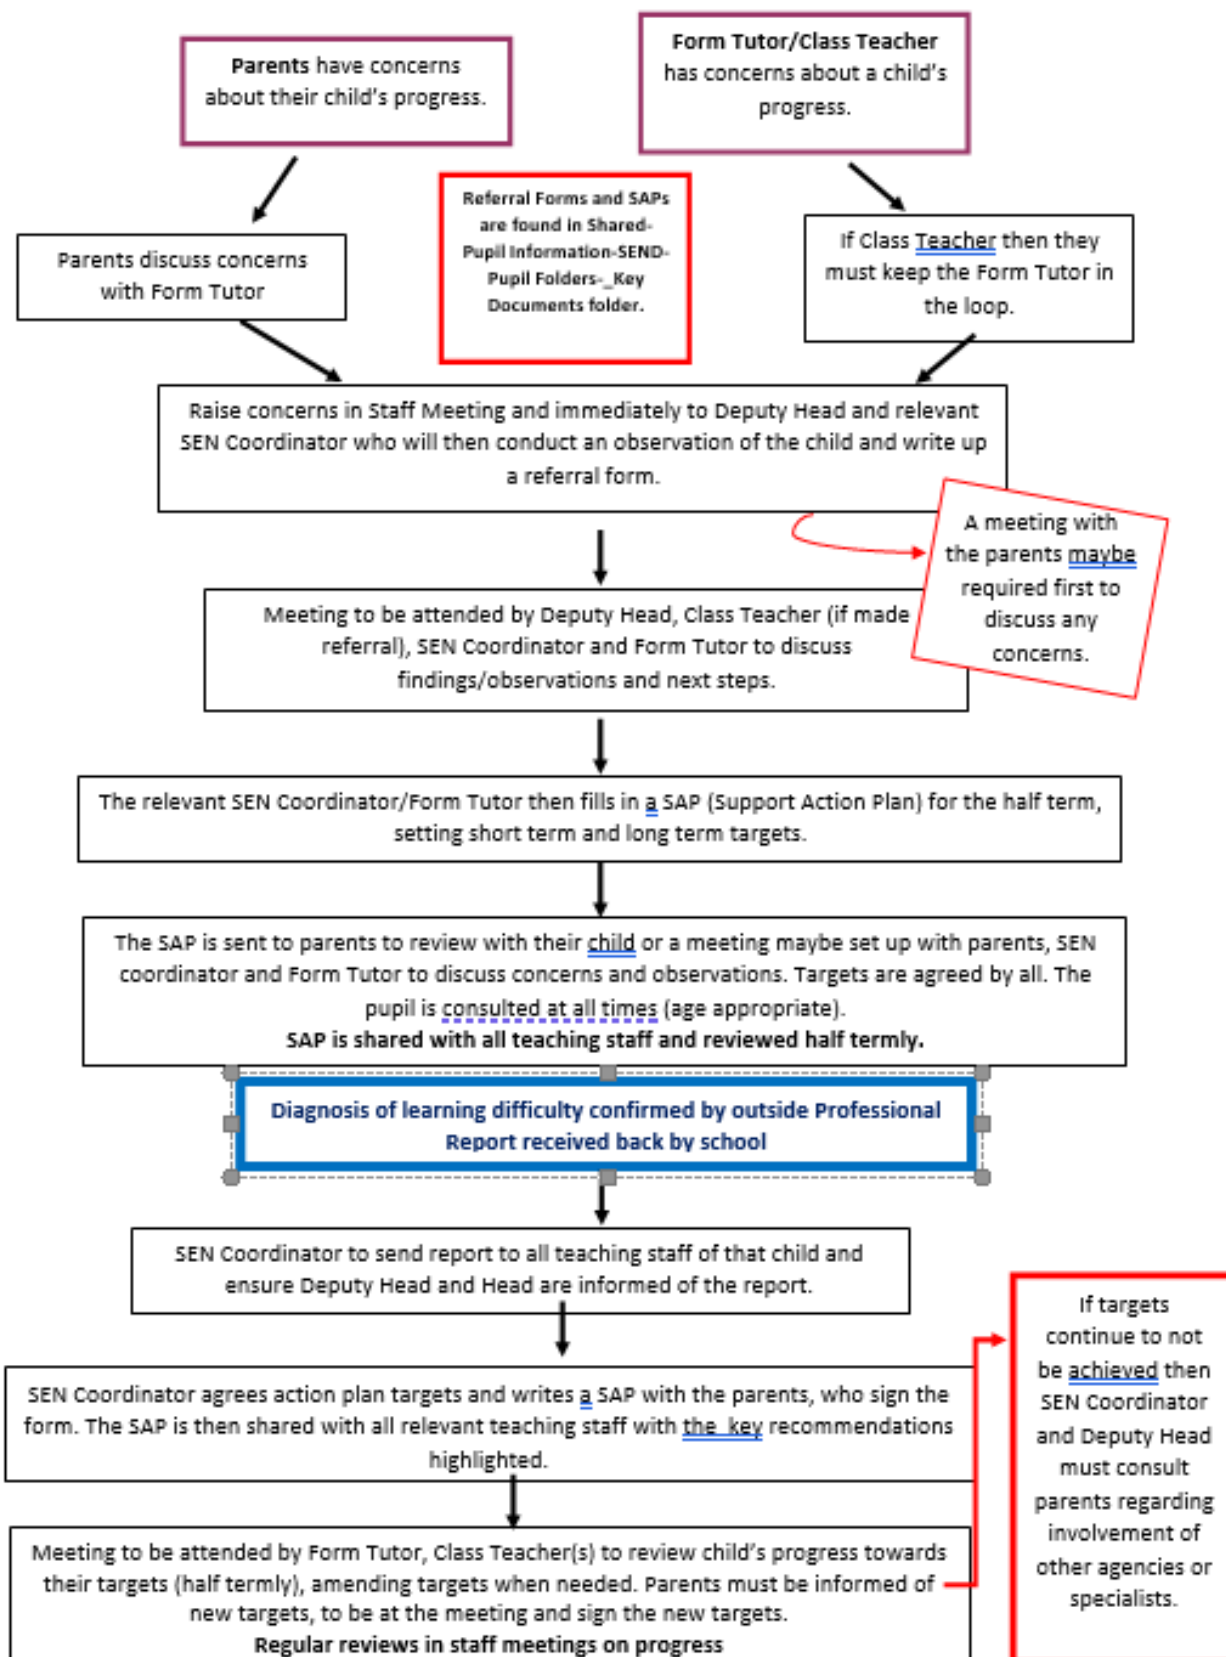 Parents have concerns
about their child's progress.
Form Tutor/Class Teacher
has concerns about a child's
progress.
Referral Forms and SAPs
are found in Shared-
Pupil Information-SEND-
Pupil Folders-_Key
Documents folder.
Parents discuss concerns
with Form Tutor
If Class Teacher then they
must keep the Form Tutor in
the loop.
Raise concerns in Staff Meeting and immediately to Deputy Head and relevant
SEN Coordinator who will then conduct an observation of the child and write up
a referral form.
A meeting with
the parents maybe
required first to
discuss any
concerns.
Meeting to be attended by Deputy Head, Class Teacher (if made
referral), SEN Coordinator and Form Tutor to discuss
findings/observations and next steps.
The relevant SEN Coordinator/Form Tutor then fills in a SAP (Support Action Plan) for the half term,
setting short term and long term targets.
The SAP is sent to parents to review with their child or a meeting maybe set up with parents, SEN
coordinator and Form Tutor to discuss concerns and observations. Targets are agreed by all. The
pupil is consulted at all times (age appropriate).
SAP is shared with all teaching staff and reviewed half termly.
Diagnosis of learning difficulty confirmed by outside Professional
Report received back by school
SEN Coordinator to send report to all teaching staff of that child and
ensure Deputy Head and Head are informed of the report.
SEN Coordinator agrees action plan targets and writes a SAP with the parents, who sign the
form. The SAP is then shared with all relevant teaching staff with the key recommendations
highlighted.
If targets
continue to not
be achieved then
SEN Coordinator
and Deputy Head
must consult
parents regarding
involvement of
other agencies or
specialists.
Meeting to be attended by Form Tutor, Class Teacher(s) to review child's progress towards
their targets (half termly), amending targets when needed. Parents must be informed of
new targets, to be at the meeting and sign the new targets.
Regular reviews in staff meetings on progress